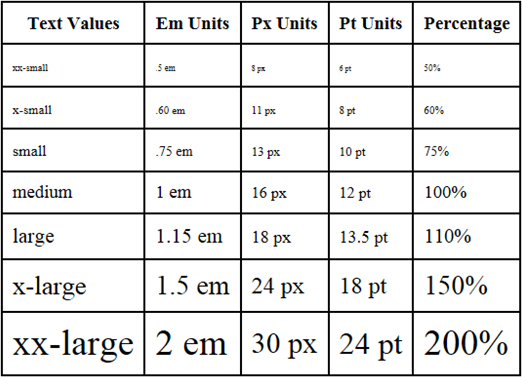 Text Values Em Units Px Units Pt Units Percentage
xx-small .5 em 8 px 6 pt 50%
x-small .60 em 11 px 8 pt 60%
small .75 em 13 px 10 pt 75%
medium 1 em 16 px 12 pt 100%
large 1.15 em 18 px 13.5 pt 110%
x-large 1.5 em 24 px 18 pt 150%
xx-large 2 em 30 px 24 pt 200%